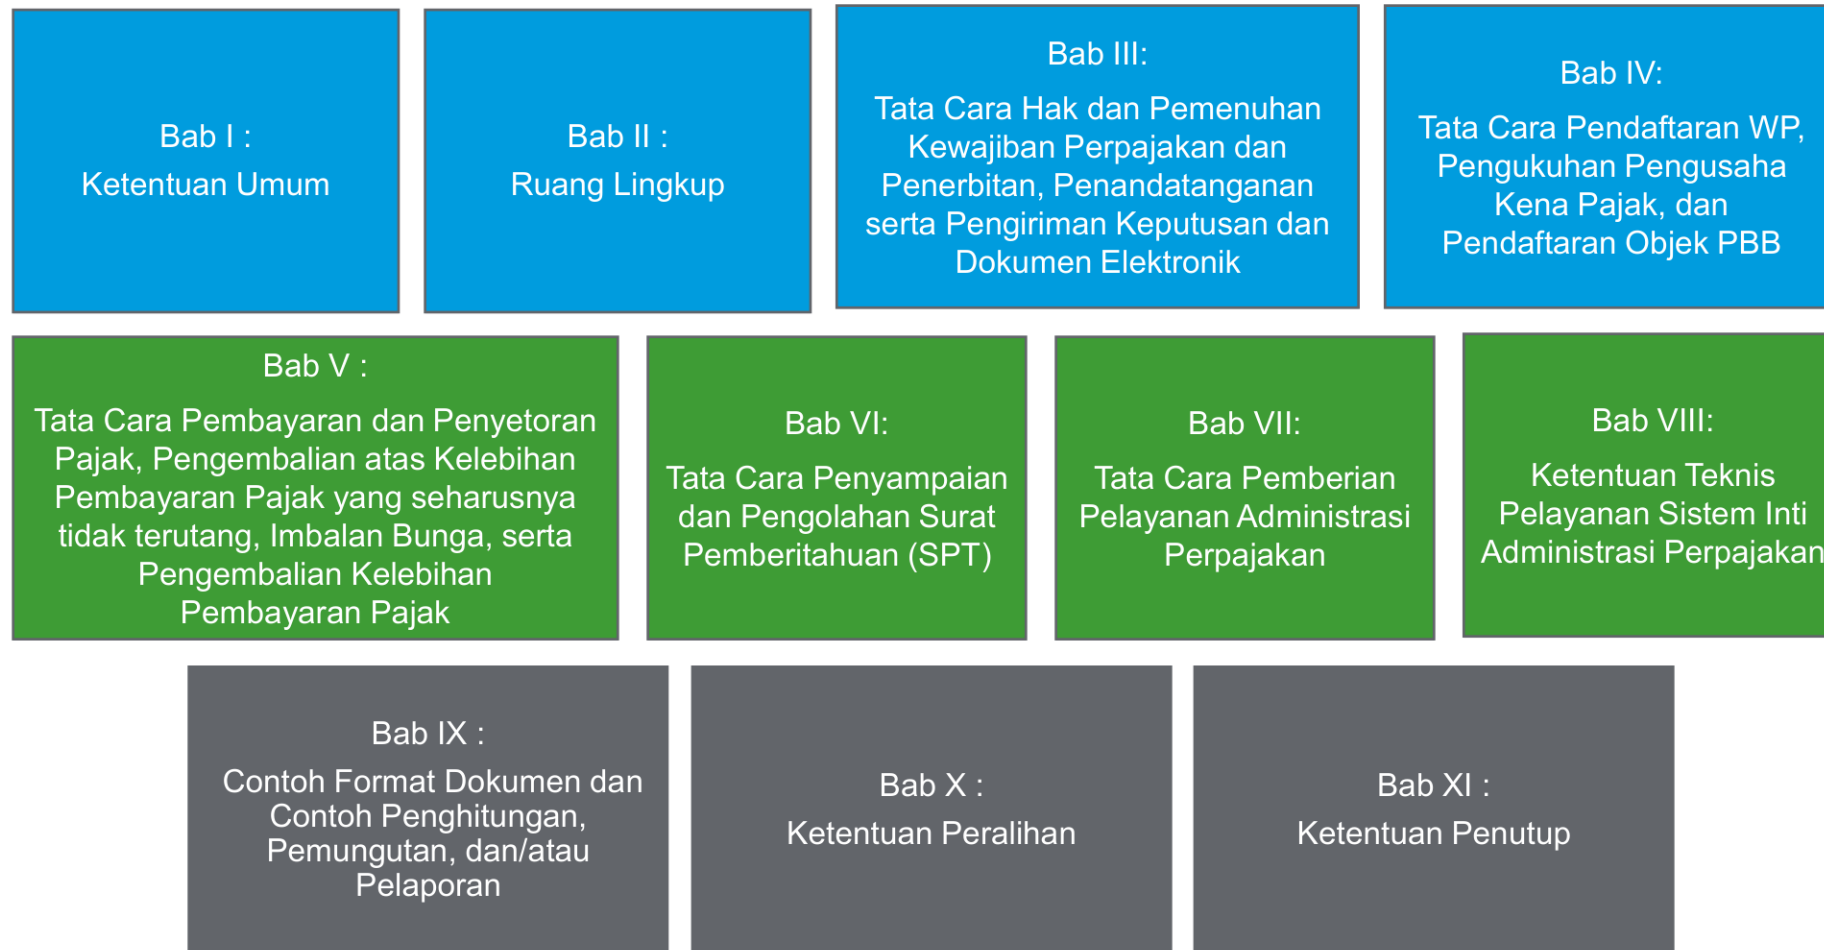 Bab I :
Ketentuan Umum
Bab II :
Ruang Lingkup
Bab III:
Tata Cara Hak dan Pemenuhan
Kewajiban Perpajakan dan
Penerbitan, Penandatanganan
serta Pengiriman Keputusan dan
Dokumen Elektronik
Bab IV:
Tata Cara Pendaftaran WP,
Pengukuhan Pengusaha
Kena Pajak, dan
Pendaftaran Objek PBB
Bab V :
Tata Cara Pembayaran dan Penyetoran
Pajak, Pengembalian atas Kelebihan
Pembayaran Pajak yang seharusnya
tidak terutang, Imbalan Bunga, serta
Pengembalian Kelebihan
Pembayaran Pajak
Bab VI:
Tata Cara Penyampaian
dan Pengolahan Surat
Pemberitahuan (SPT)
Bab VII:
Tata Cara Pemberian
Pelayanan Administrasi
Perpajakan
Bab VIII:
Ketentuan Teknis
Pelayanan Sistem Inti
Administrasi Perpajakan
Bab IX :
Contoh Format Dokumen dan
Contoh Penghitungan,
Pemungutan, dan/atau
Pelaporan
Bab X :
Ketentuan Peralihan
Bab XI :
Ketentuan Penutup